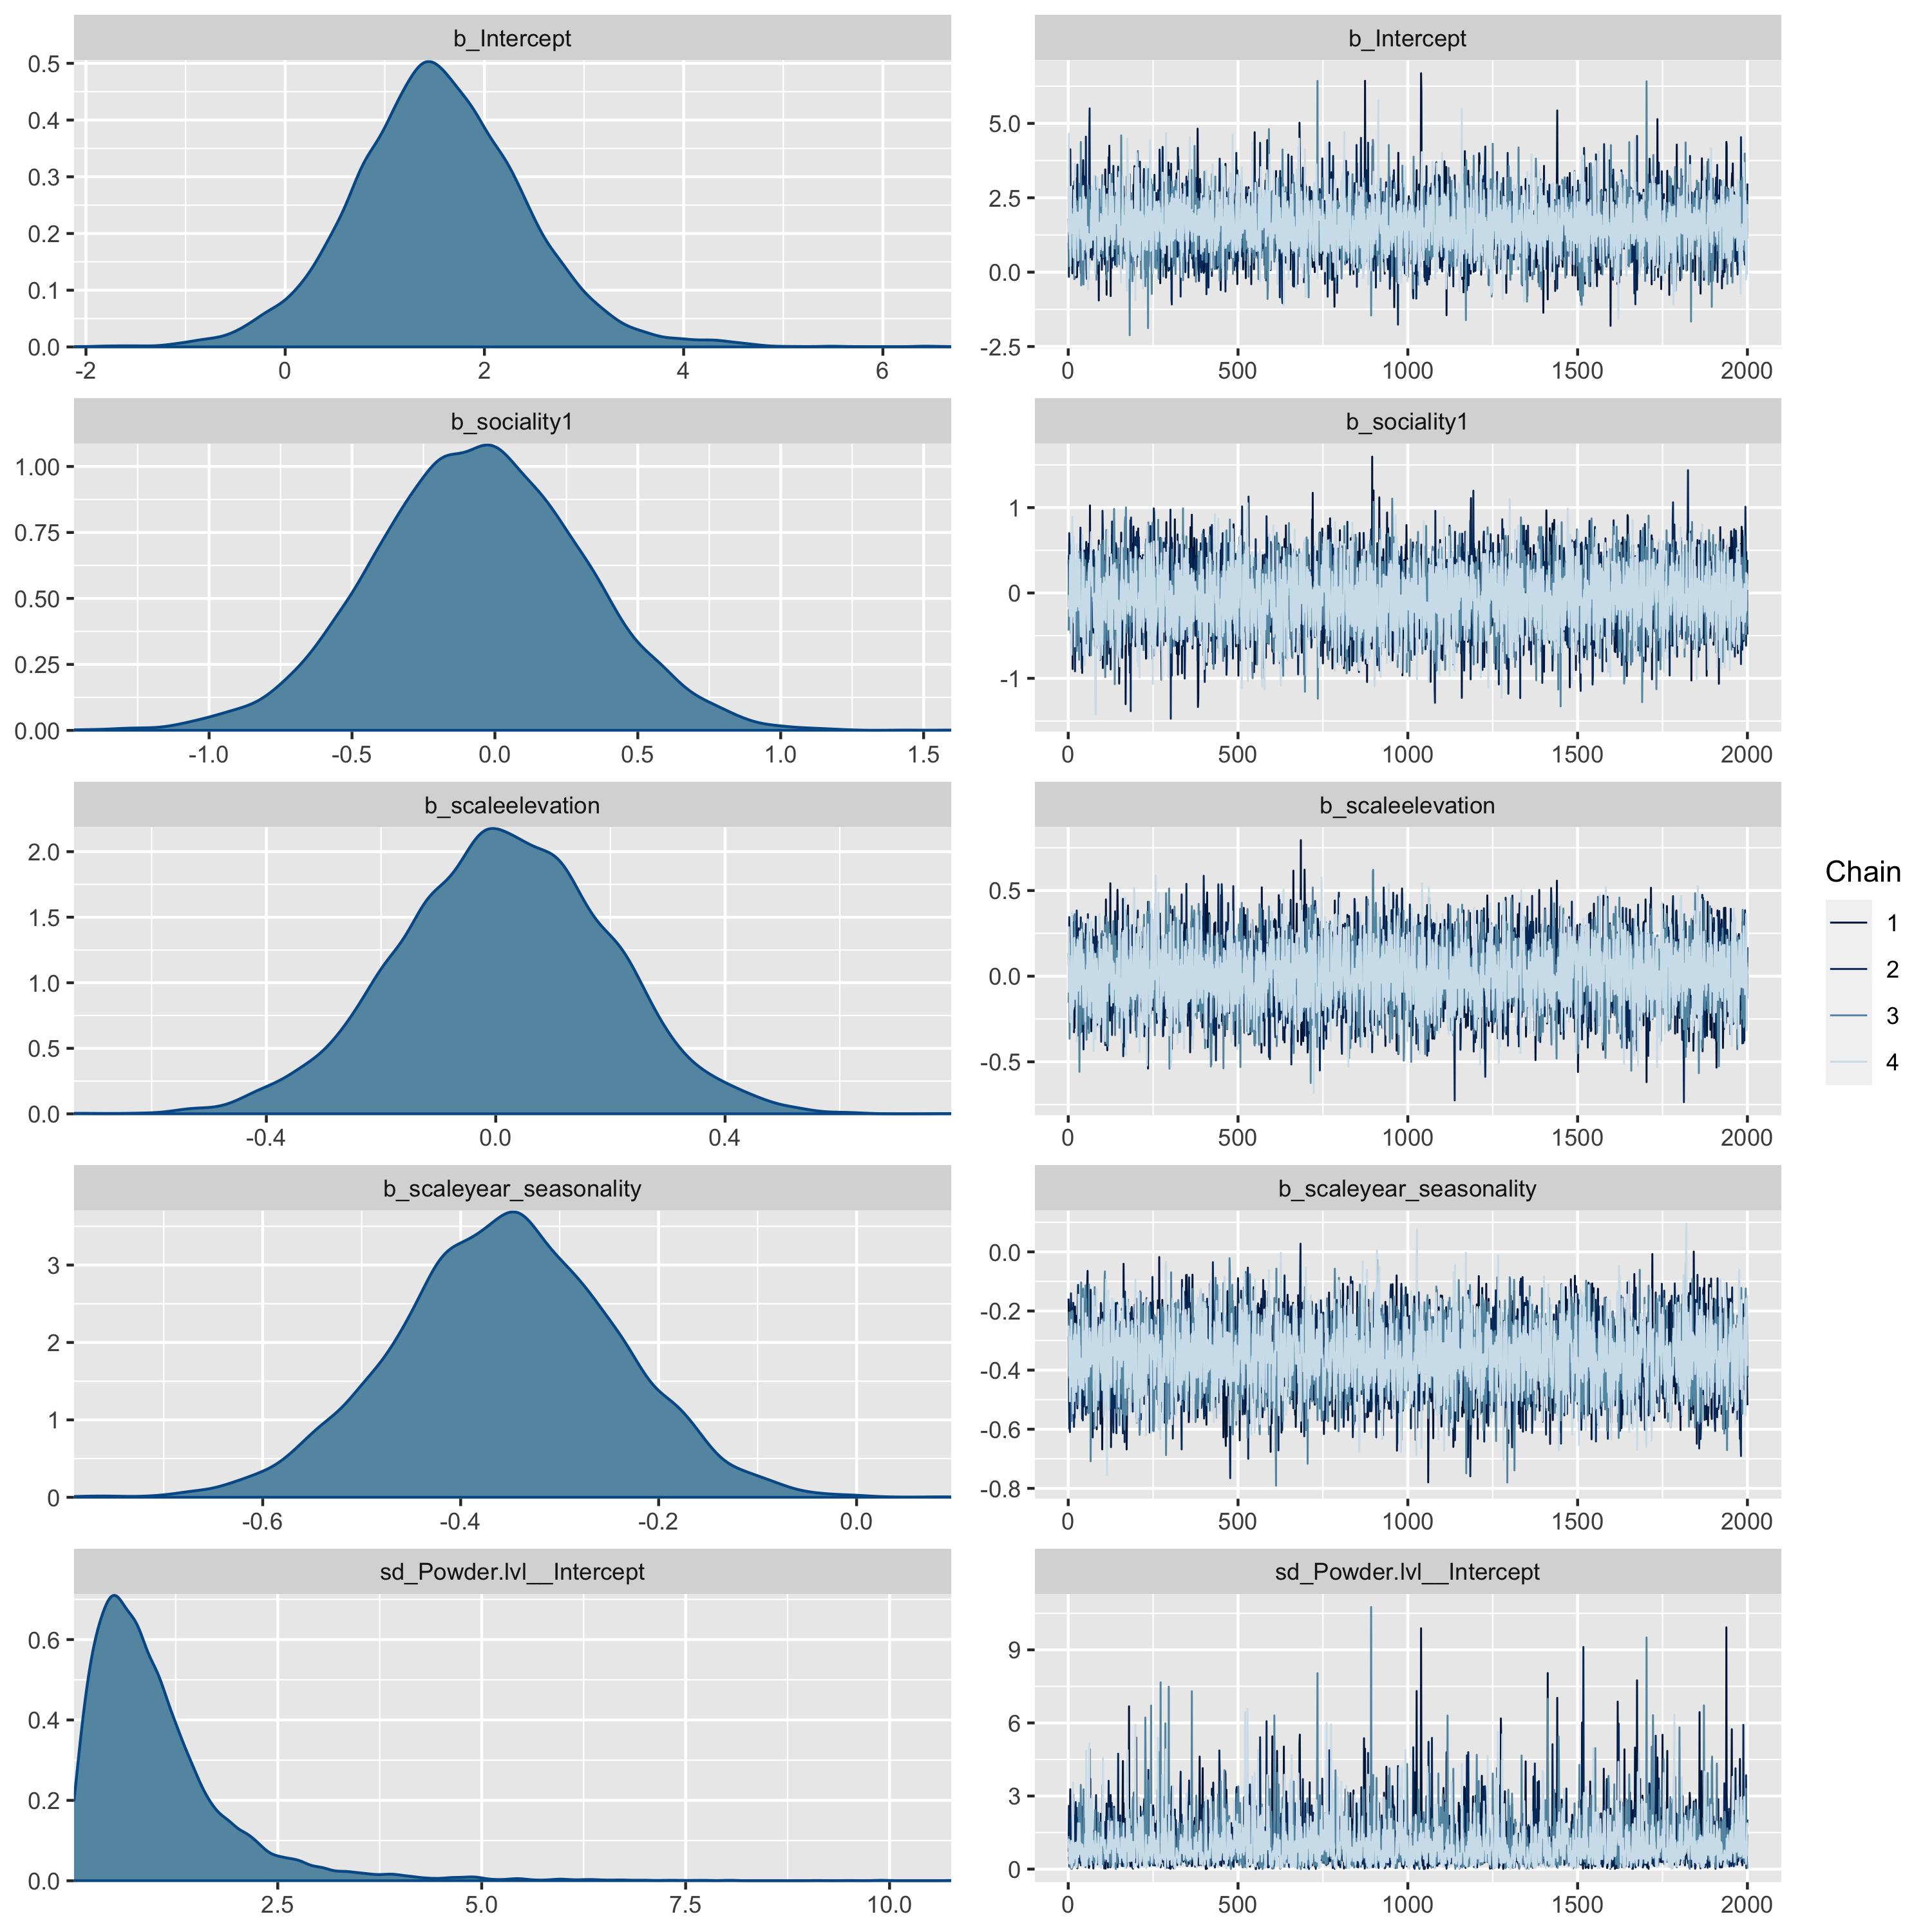 b_Intercept
b_Intercept
0.5
0.4
0.3
0.2
0.1
0.0
-2 0 2 4 6
5.0
2.5
0.0
-2.5
0 500 1000 1500 2000
b_sociality1
b_sociality1
1.00
0.75
0.50
0.25
0.00
-1.0 -0.5 0.0 0.5 1.0 1.5
1
0
-1
0 500 1000 1500 2000
b_scaleelevation
b_scaleelevation
2.0
1.5
1.0
0.5
0.0
-0.4 0.0 0.4
0.5
0.0
-0.5
0 500 1000 1500 2000
b_scaleyear_seasonality
b_scaleyear_seasonality
3
2
1
0
-0.6 -0.4 -0.2 0.0
0.0
-0.2
-0.4
-0.6
-0.8
0 500 1000 1500 2000
sd_Powder.lvl__Intercept
sd_Powder.lvl__Intercept
0.6
0.4
0.2
0.0
2.5 5.0 7.5 10.0
9
6
3
0
0 500 1000 1500 2000
Chain
1
2
3
4